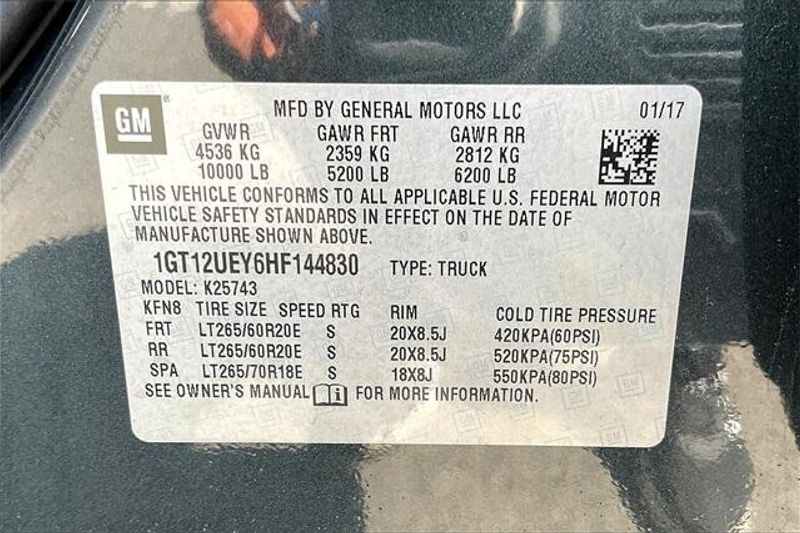 GM MFD BY GENERAL MOTORS LLC 01/17
GVWR GAWR FRT GAWR RR
4536 KG 2359 KG 2812 KG
10000 LB 5200 LB 6200 LB
THIS VEHICLE CONFORMS TO ALL APPLICABLE U.S. FEDERAL MOTOR
VEHICLE SAFETY STANDARDS IN EFFECT ON THE DATE OF
MANUFACTURE SHOWN ABOVE.
1GT12UEY6HF144830 TYPE: TRUCK
MODEL: K25743
KFN8 TIRE SIZE SPEED RTG RIM COLD TIRE PRESSURE
FRT LT265/60R20E S 20X8.5J 420KPA(60PSI)
RR LT265/60R20E S 20X8.5J 520KPA(75PSI)
SPA LT265/70R18E S 18X8J 550KPA(80PSI)
SEE OWNER'S MANUAL FOR MORE INFORMATION.